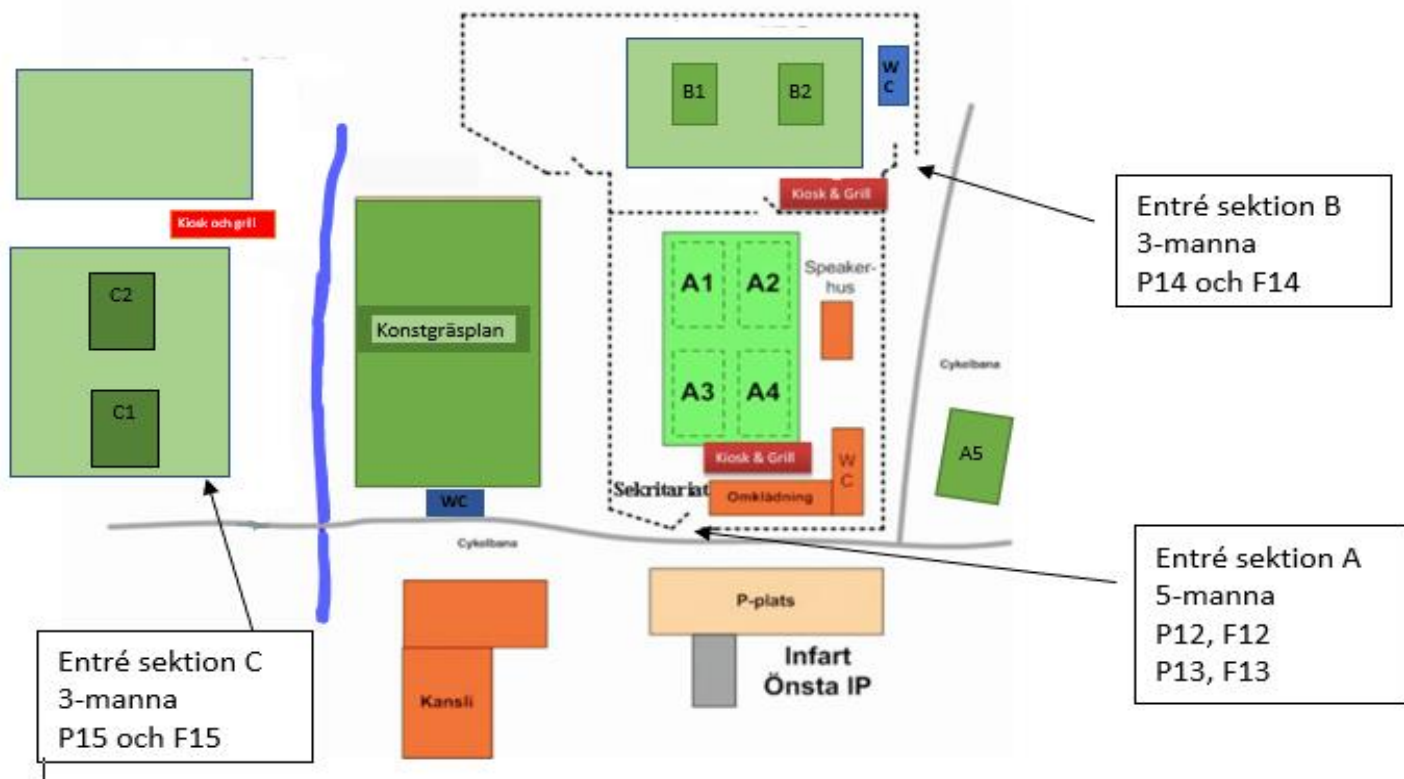 B1
B2
W
C
Kiosk & Grill
Entré sektion B
3-manna
P14 och F14
Kiosk och grill
C2
C1
Konstgräsplan
A1
A2
A3
A4
Speaker-
hus
Cykelbana
A5
Kiosk & Grill
W
C
Sekritariat
Omklädning
WC
Cykelbana
Entré sektion A
5-manna
P12, F12
P13, F13
P-plats
Infart
Önsta IP
Kansli
Entré sektion C
3-manna
P15 och F15